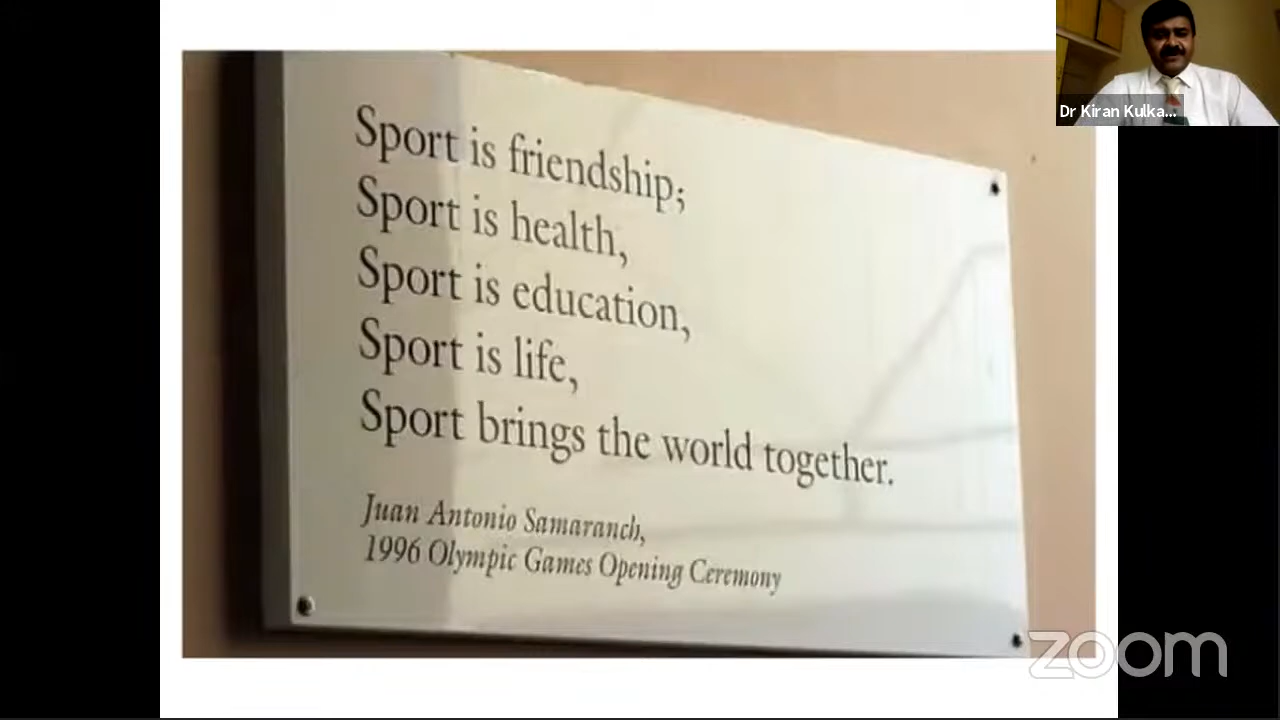 Sport is friendship;
Sport is health,
Sport is education,
Sport is life,
Sport brings the world together.
Juan Antonio Samaranch,
1996 Olympic Games Opening Ceremony
Dr Kiran Kulka...
zoom